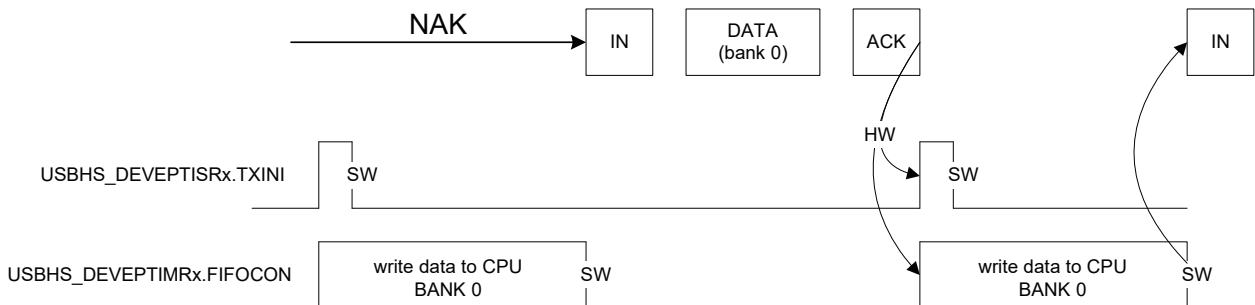 NAK
IN
DATA
(bank 0)
ACK
IN
HW
USBHS_DEVEPTISRx.TXINI
SW
SW
USBHS_DEVEPTIMRx.FIFOCON
write data to CPU
BANK 0
SW
write data to CPU
BANK 0
SW